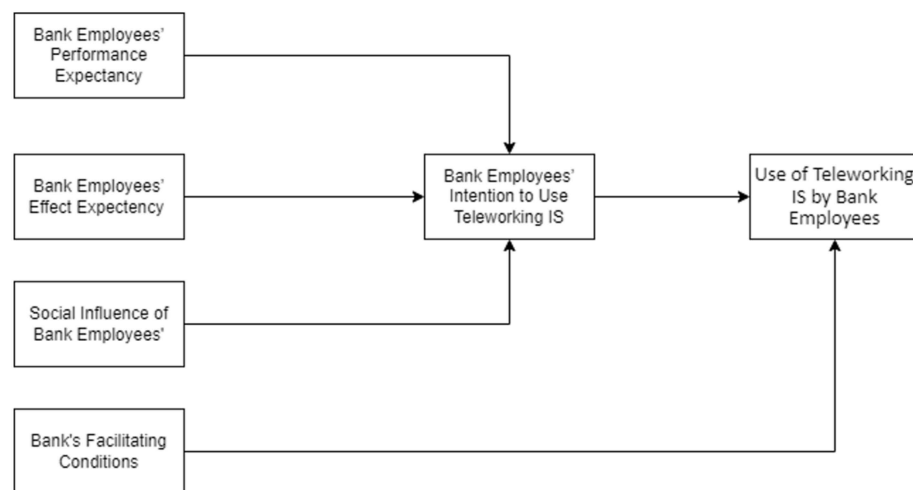 Bank Employees'
Performance
Expectancy
Bank Employees'
Effect Expectency
Social Influence of
Bank Employees'
Bank's Facilitating
Conditions
Bank Employees'
Intention to Use
Teleworking IS
Use of Teleworking
IS by Bank
Employees